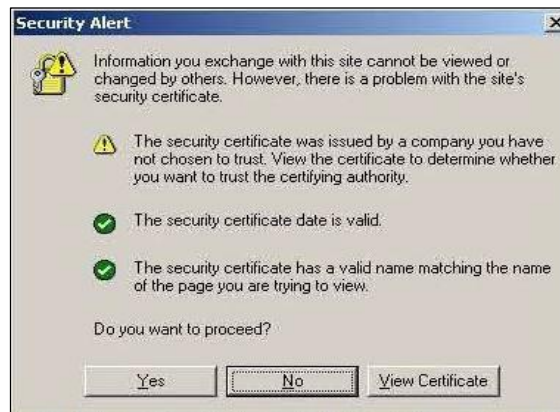 Security Alert
Information you exchange with this site cannot be viewed or
changed by others. However, there is a problem with the site's
security certificate.
The security certificate was issued by a company you have
not chosen to trust. View the certificate to determine whether
you want to trust the certifying authority.
The security certificate date is valid.
The security certificate has a valid name matching the name
of the page you are trying to view.
Do you want to proceed?
Yes
No
View Certificate